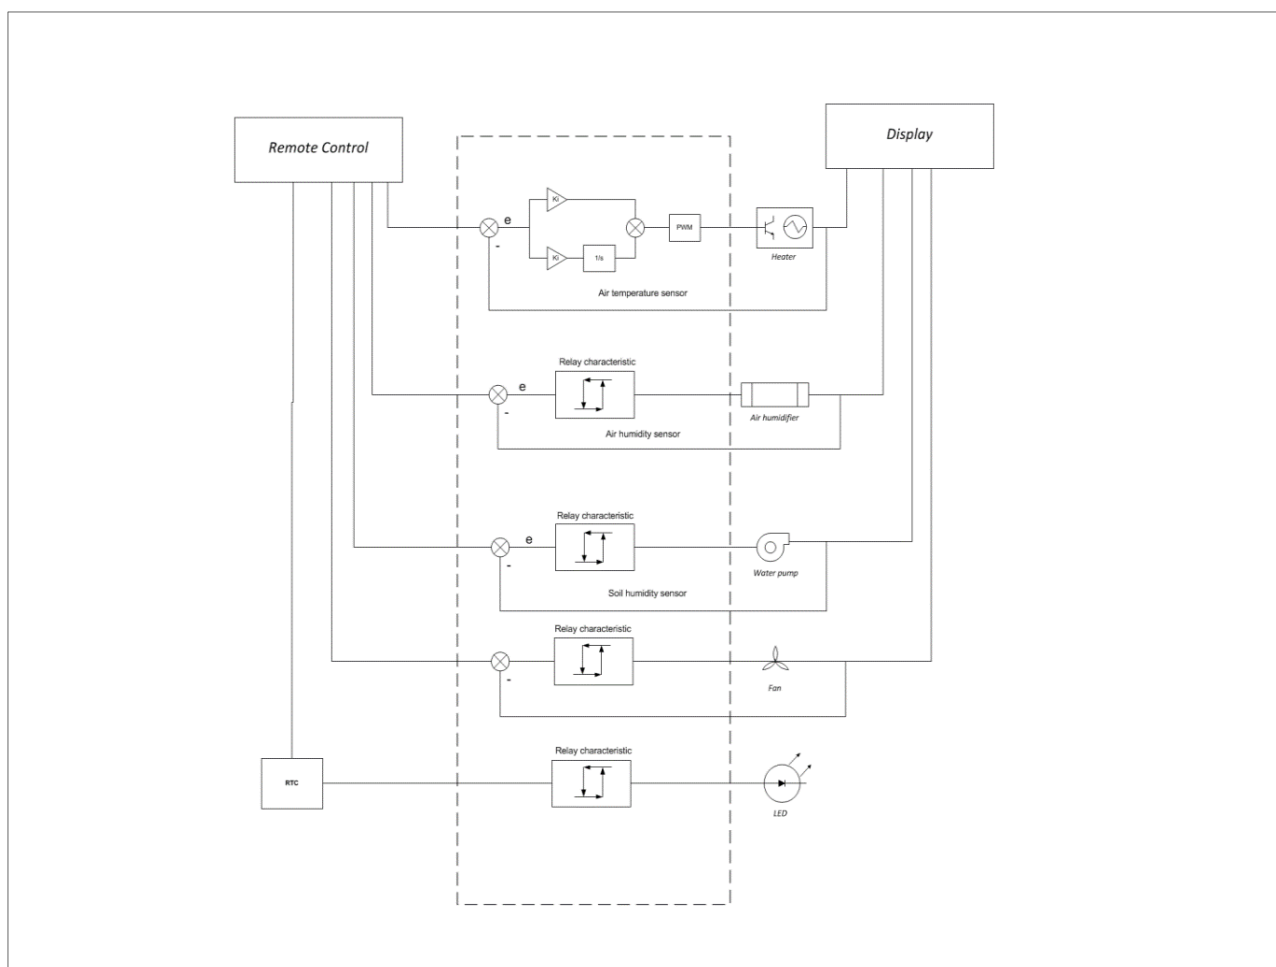 Remote Control
Display
e
Ki
-
Ki
1/s
PWM
Heater
Air temperature sensor
Relay characteristic
e
-
Air humidifier
Air humidity sensor
Relay characteristic
e
-
Water pump
Soil humidity sensor
Relay characteristic
-
Fan
Relay characteristic
RTC
LED